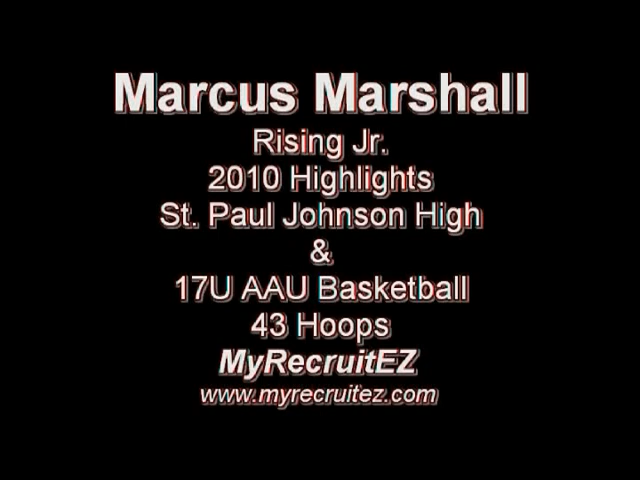 Marcus Marshall
Rising Jr.
2010 Highlights
St. Paul Johnson High
&
17U AAU Basketball
43 Hoops
MyRecruitEZ
www.myrecruitez.com